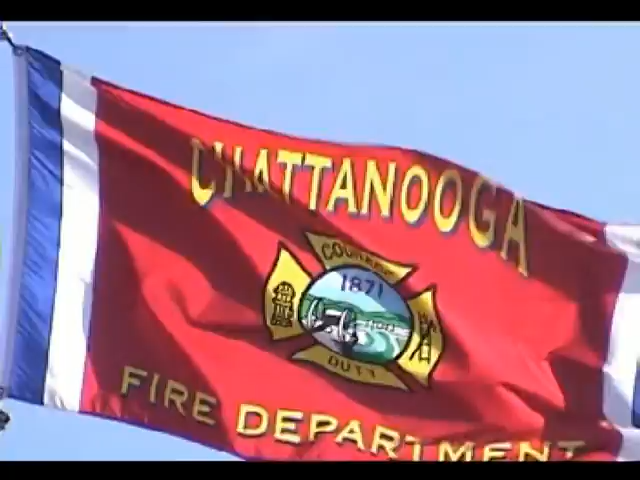 CHATTANOOGA
COURAGE
1871
DUTY
FIRE DEPARTMENT